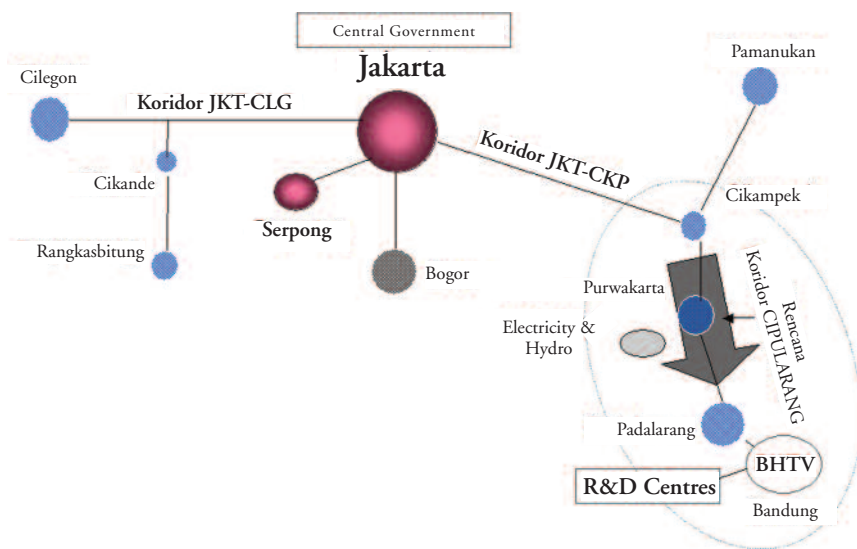 Central Government
Jakarta
Cilegon
Koridor JKT-CLG
Pamanukan
Koridor JKT-CKP
Cikande
Serpong
Cikampek
Rangkasbitung
Bogor
Purwakarta
Electricity &
Hydro
Rencana
Koridor CIPULARANG
Padalarang
BHTV
R&D Centres
Bandung